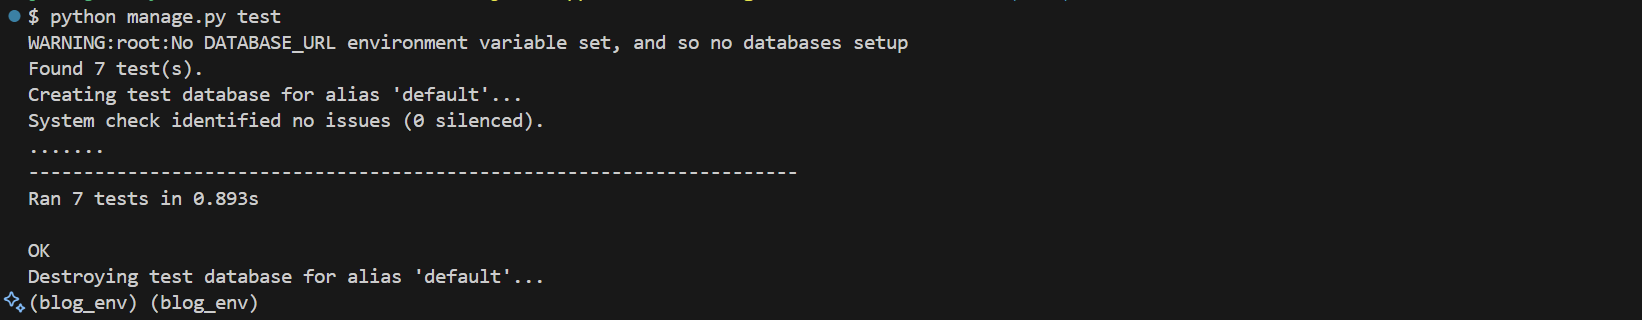 $ python manage.py test
WARNING:root:No DATABASE_URL environment variable set, and so no databases setup
Found 7 test(s).
Creating test database for alias 'default'...
System check identified no issues (0 silenced).
.......
----------------------------------------------------------------------
Ran 7 tests in 0.893s
OK
Destroying test database for alias 'default'...
(blog_env) (blog_env)